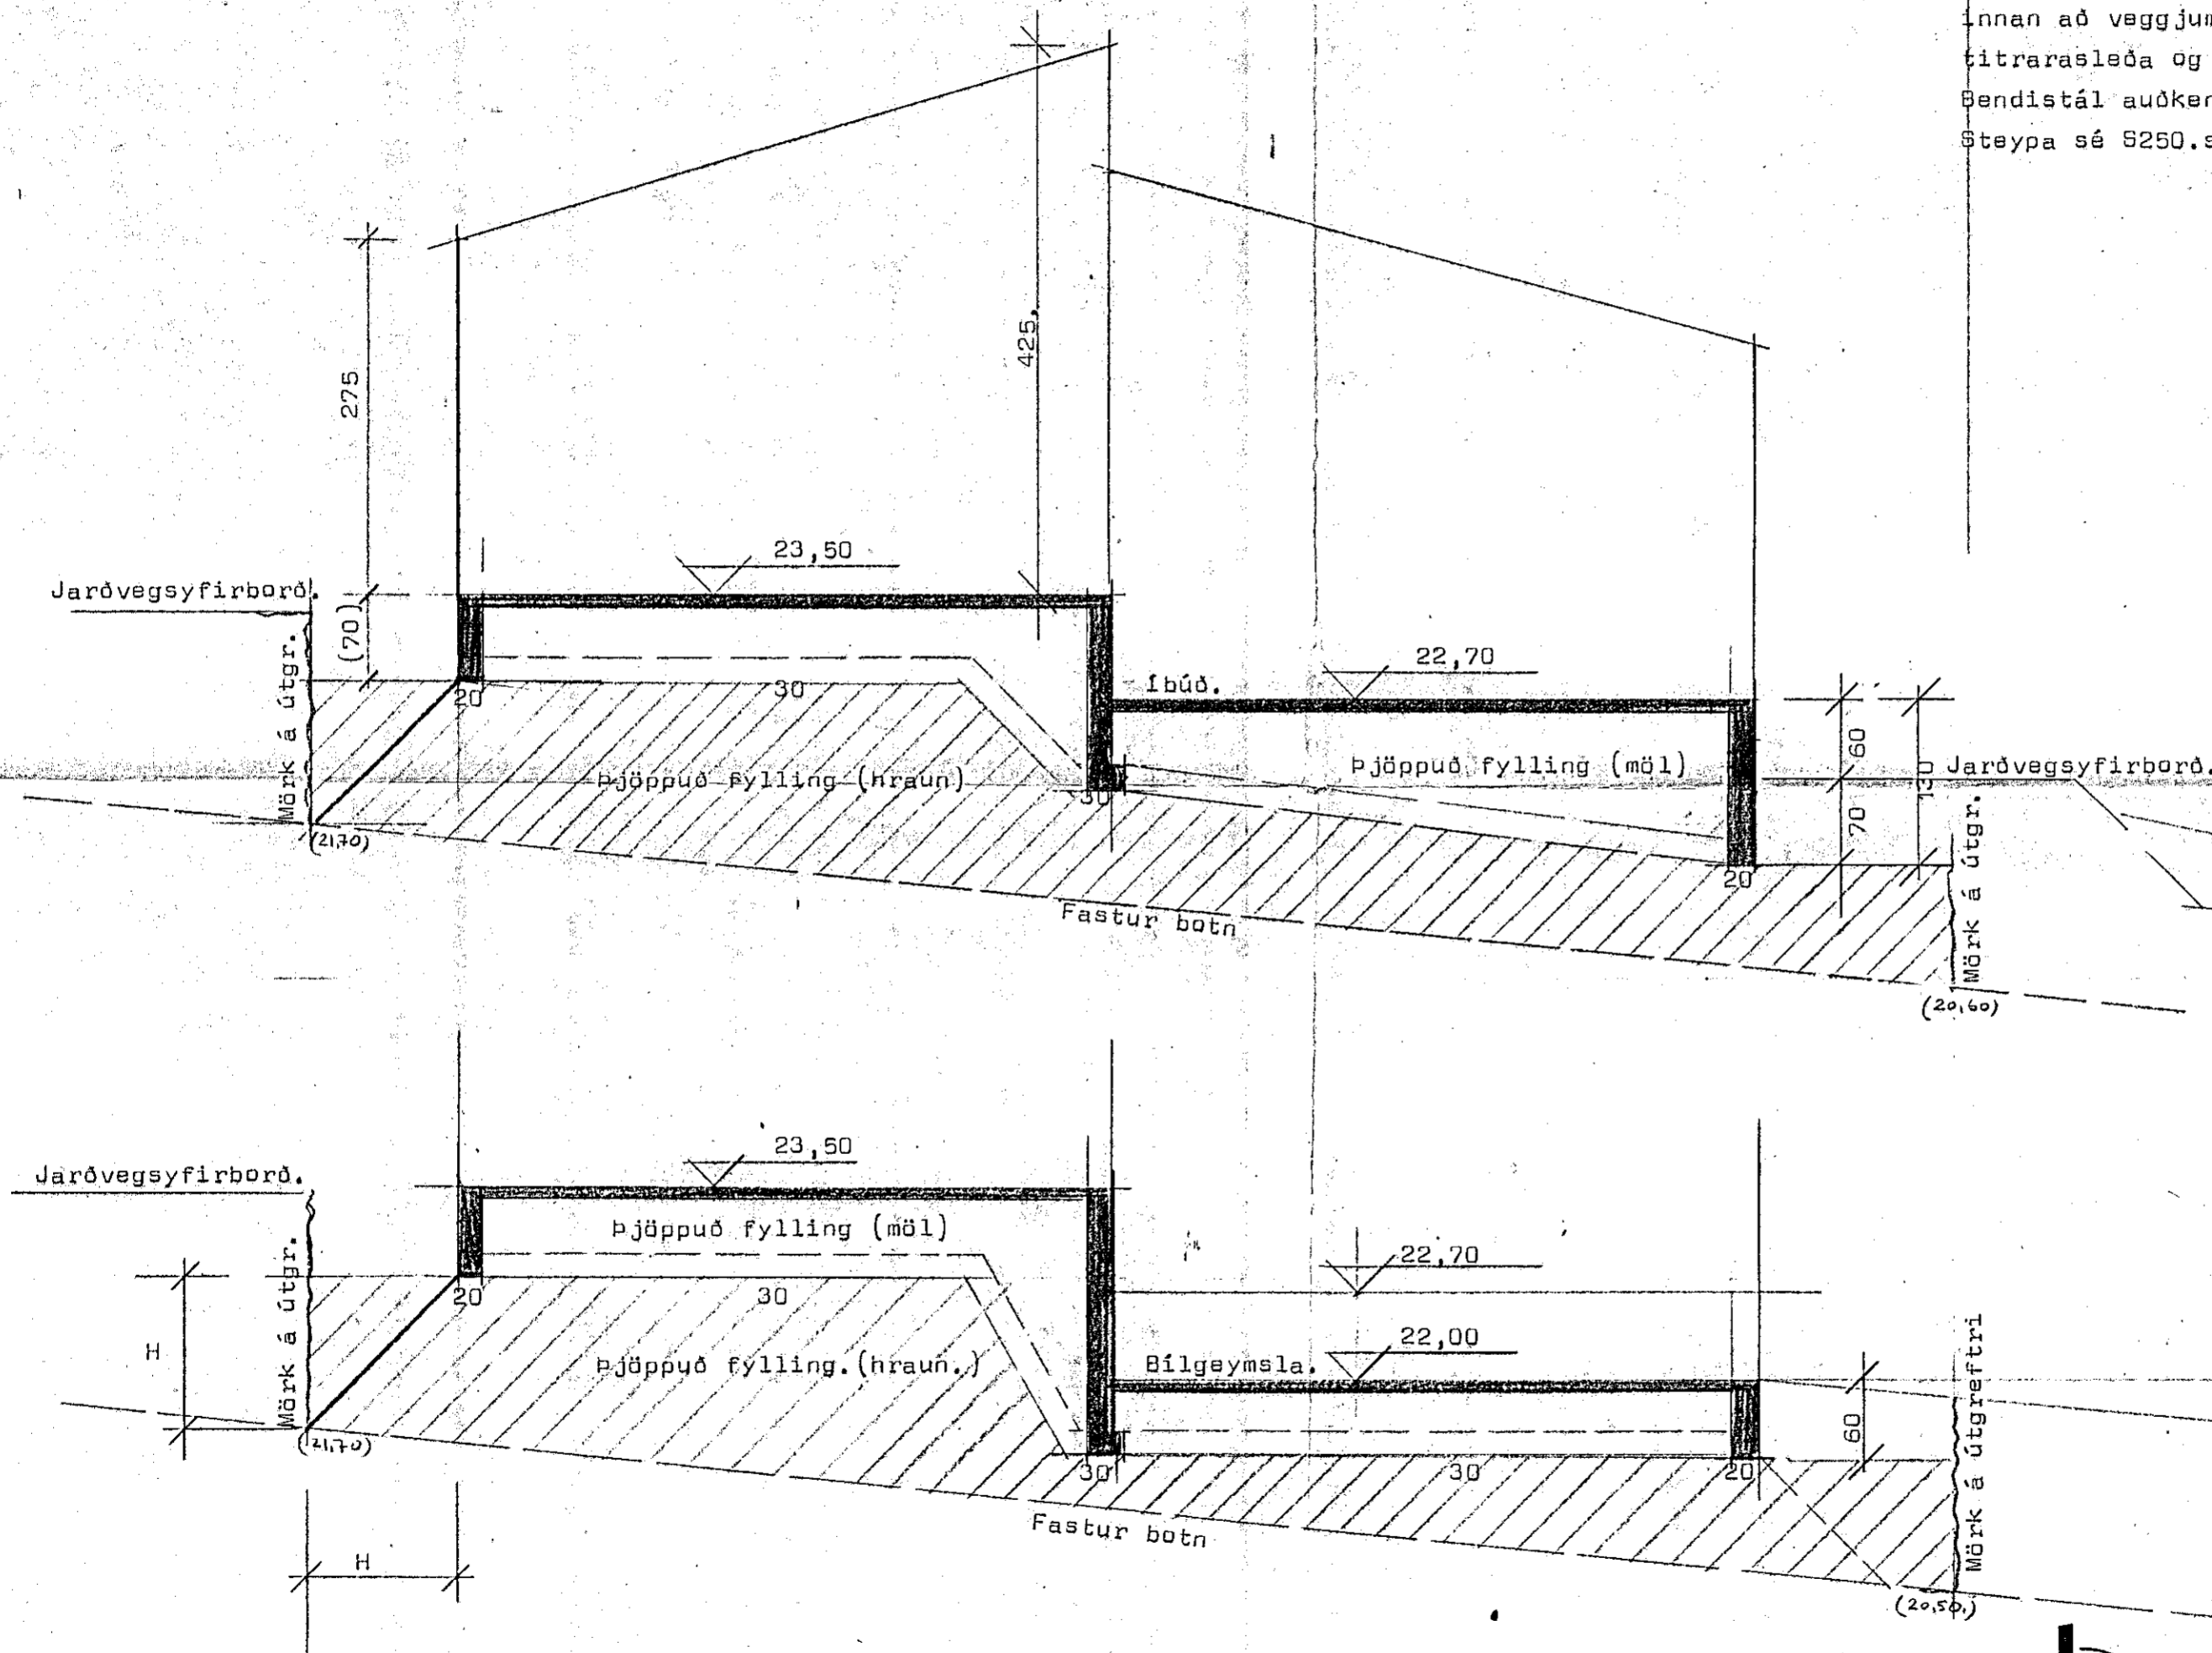 innan að veggjum
titrarasleða og
Bendistál auðken
Steypa sé S250.s
425.
275
23,50
Jarðvegsyfirborð.
(70)
Mörk á útgr.
20
30
22,70
Íbúð.
Þjöppuð fylling (hraun)
30
Þjöppuð fylling (möl)
60
70
130
Jarðvegsyfirborð.
Mörk á útgr.
(21,70)
20
Fastur botn
(20,60)
23,50
Jarðvegsyfirborð.
Þjöppuð fylling (möl)
22,70
Mörk á útgr.
20
30
H
Þjöppuð fylling.(hraun.)
22,00
Bílgeymsla.
60
Mörk á útgreftri
(21,70)
30
30
20
Fastur botn
H
(20,50.)